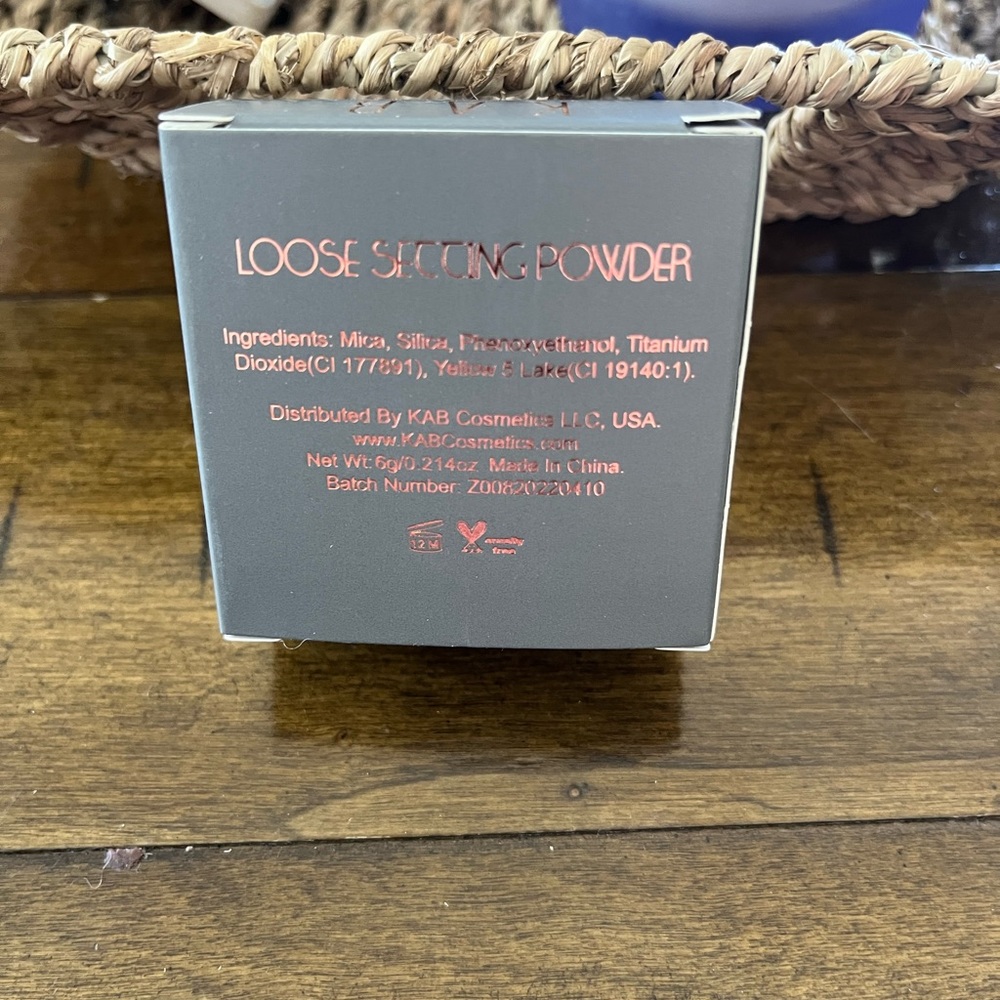 LOOSE SETTING POWDER
Ingredients: Mica, Silica, Phenoxyethanol, Titanium
Dioxide(CI 177891), Yellow 5 Lake(CI 19140:1).
Distributed By KAB Cosmetics LLC, USA.
www.KABCosmetics.com
Net Wt: 6g/0.214oz Made In China.
Batch Number: Z00820220410
12M
cruelty
free